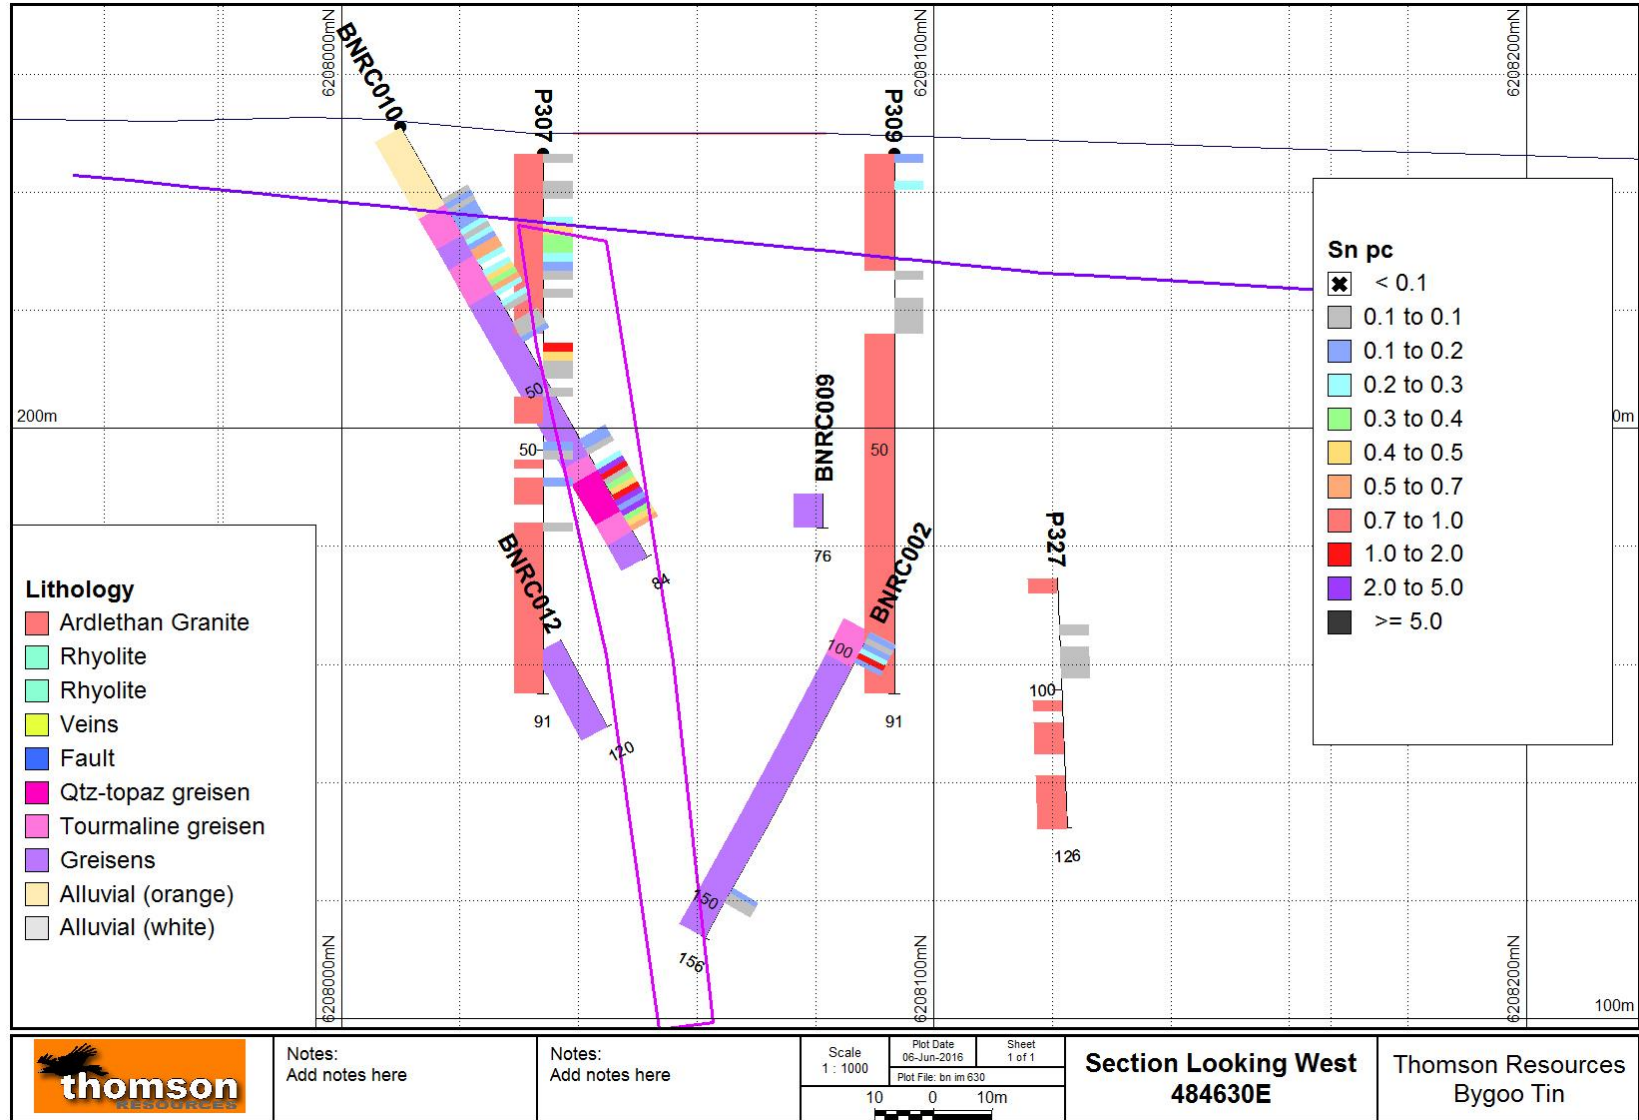 6208000mN
6208100mN
6208200mN
BNRC010
P307
P309
50
200m
0m
50
50
BNRC009
76
84
BNRC012
BNRC002
P327
100
100
91
120
91
150
156
126
Sn pc
< 0.1
0.1 to 0.1
0.1 to 0.2
0.2 to 0.3
0.3 to 0.4
0.4 to 0.5
0.5 to 0.7
0.7 to 1.0
1.0 to 2.0
2.0 to 5.0
>= 5.0
Lithology
Ardlethan Granite
Rhyolite
Rhyolite
Veins
Fault
Qtz-topaz greisen
Tourmaline greisen
Greisens
Alluvial (orange)
Alluvial (white)
6208000mN
6208100mN
6208200mN
100m
thomson
RESOURCES
Notes:
Add notes here
Notes:
Add notes here
Scale
1 : 1000
Plot Date
06-Jun-2016
Sheet
1 of 1
Plot File: bn im 630
10 0 10m
Section Looking West
484630E
Thomson Resources
Bygoo Tin